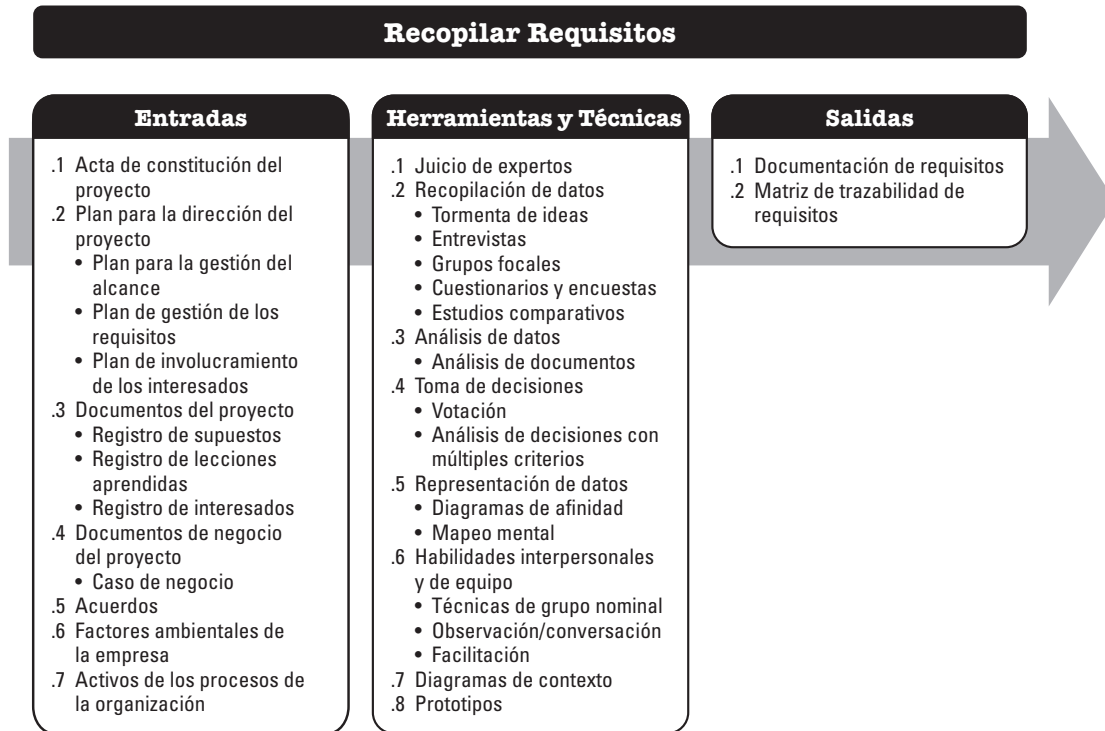 Recopilar Requisitos
Entradas
.1 Acta de constitución del
proyecto
.2 Plan para la dirección del
proyecto
• Plan para la gestión del
alcance
• Plan de gestión de los
requisitos
• Plan de involucramiento
de los interesados
.3 Documentos del proyecto
• Registro de supuestos
• Registro de lecciones
aprendidas
• Registro de interesados
.4 Documentos de negocio
del proyecto
• Caso de negocio
.5 Acuerdos
.6 Factores ambientales de
la empresa
.7 Activos de los procesos de
la organización
Herramientas y Técnicas
.1 Juicio de expertos
.2 Recopilación de datos
• Tormenta de ideas
• Entrevistas
• Grupos focales
• Cuestionarios y encuestas
• Estudios comparativos
.3 Análisis de datos
• Análisis de documentos
.4 Toma de decisiones
• Votación
• Análisis de decisiones con
múltiples criterios
.5 Representación de datos
• Diagramas de afinidad
• Mapeo mental
.6 Habilidades interpersonales
y de equipo
• Técnicas de grupo nominal
• Observación/conversación
• Facilitación
.7 Diagramas de contexto
.8 Prototipos
Salidas
.1 Documentación de requisitos
.2 Matriz de trazabilidad de
requisitos